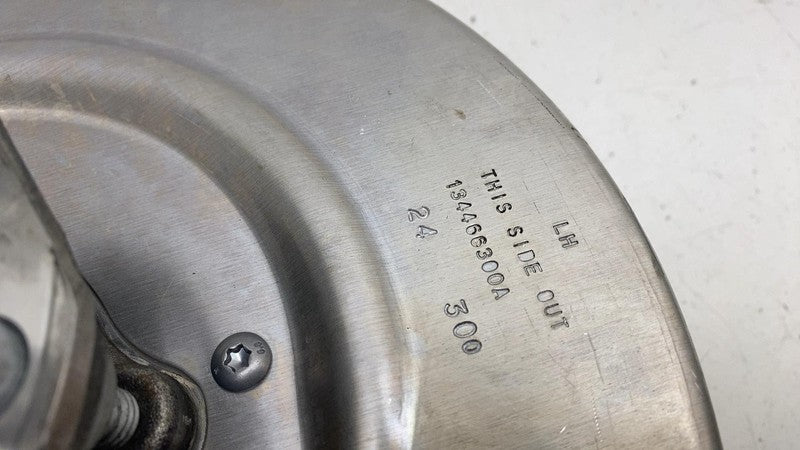 LH
THIS SIDE OUT
134466300A
24 300